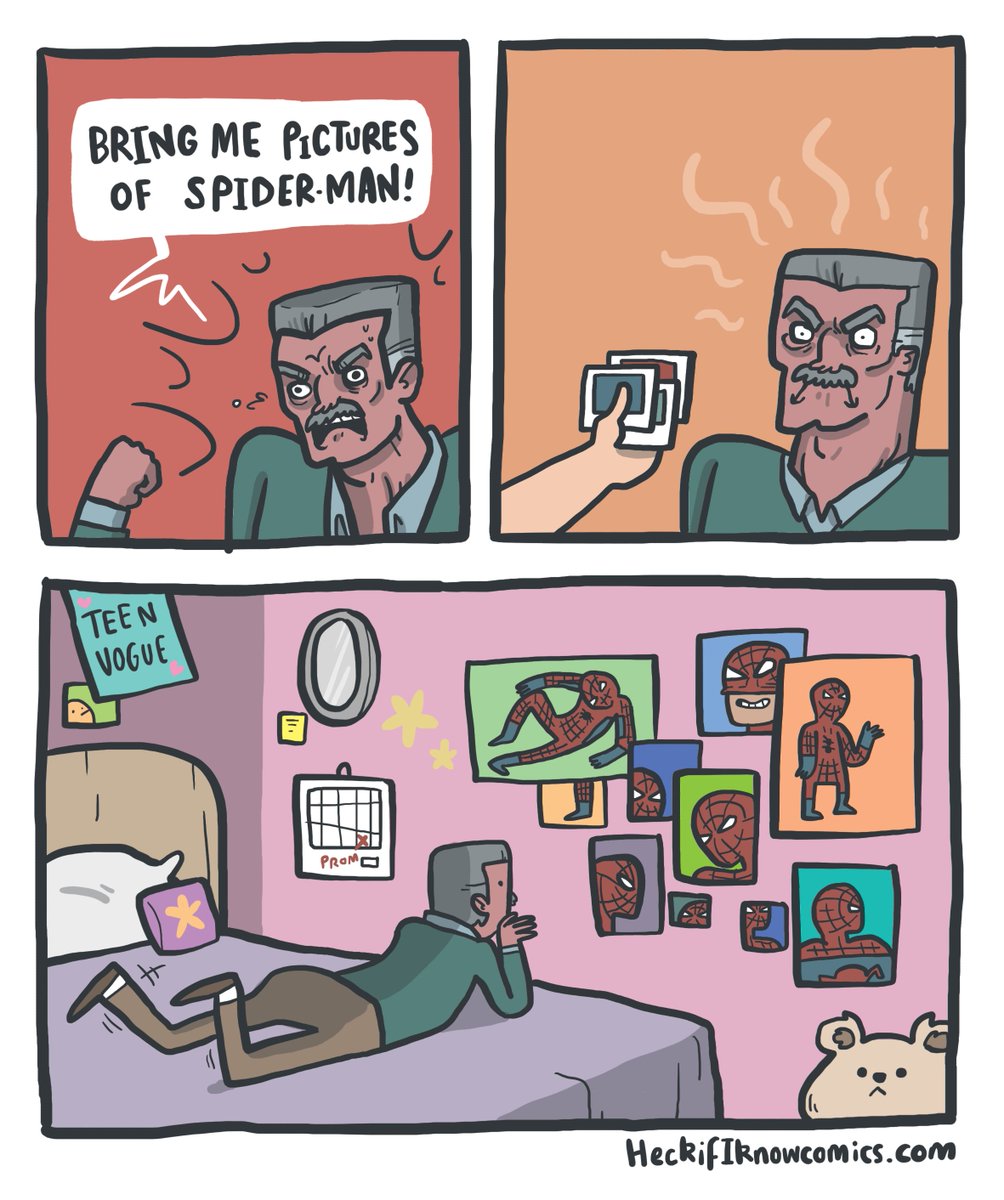 BRING ME PICTURES
OF SPIDER-MAN!
TEEN
VOGUE
PROM
HeckifIknowcomics.com